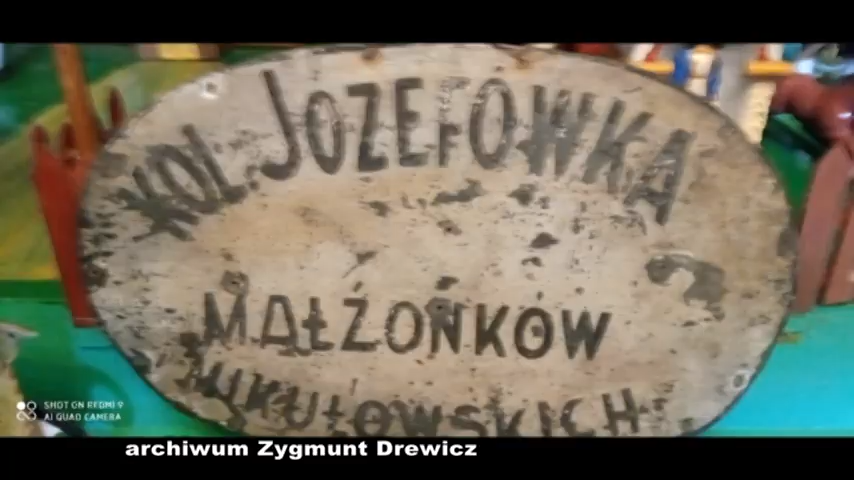 KOL. JOZEFOWKA
MAŁŻONKÓW
MIKUŁOWSKICH
SHOT ON REDMI 9
AI QUAD CAMERA
archiwum Zygmunt Drewicz